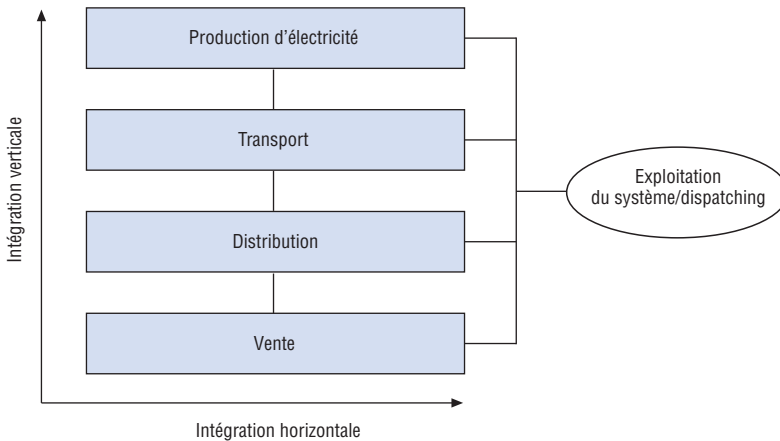 Production d'électricité
Transport
Distribution
Vente
Exploitation
du système/dispatching
Intégration verticale
Intégration horizontale